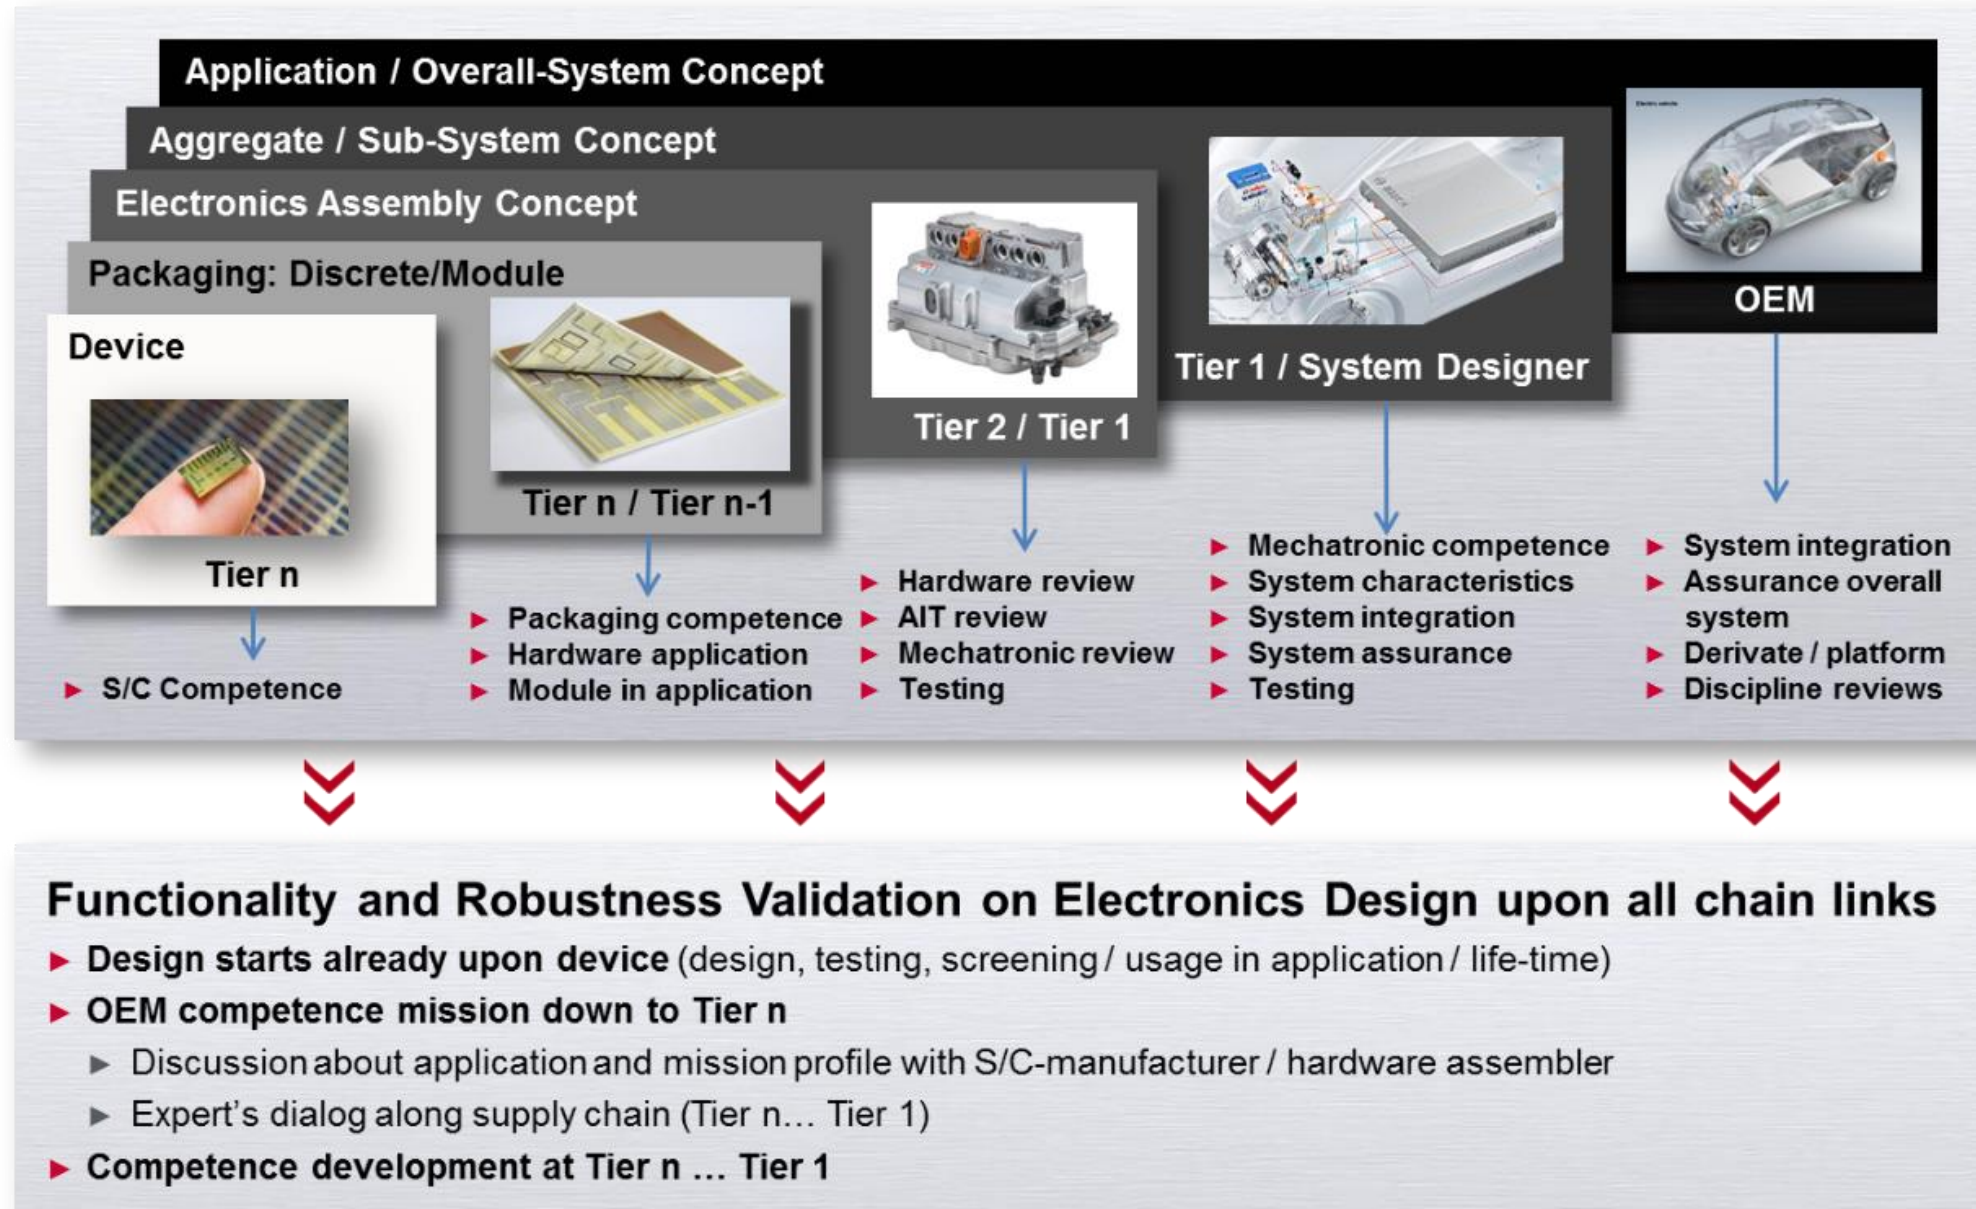 Application / Overall-System Concept
Aggregate / Sub-System Concept
Electronics Assembly Concept
Packaging: Discrete/Module
Device
Tier n
Tier n / Tier n-1
Tier 2 / Tier 1
Tier 1 / System Designer
OEM
► S/C Competence
► Packaging competence
► Hardware application
► Module in application
► Hardware review
► AIT review
► Mechatronic review
► Testing
► Mechatronic competence
► System characteristics
► System integration
► System assurance
► Testing
► System integration
► Assurance overall
system
► Derivate / platform
► Discipline reviews
Functionality and Robustness Validation on Electronics Design upon all chain links
► Design starts already upon device (design, testing, screening / usage in application / life-time)
► OEM competence mission down to Tier n
► Discussion about application and mission profile with S/C-manufacturer / hardware assembler
► Expert's dialog along supply chain (Tier n… Tier 1)
► Competence development at Tier n … Tier 1